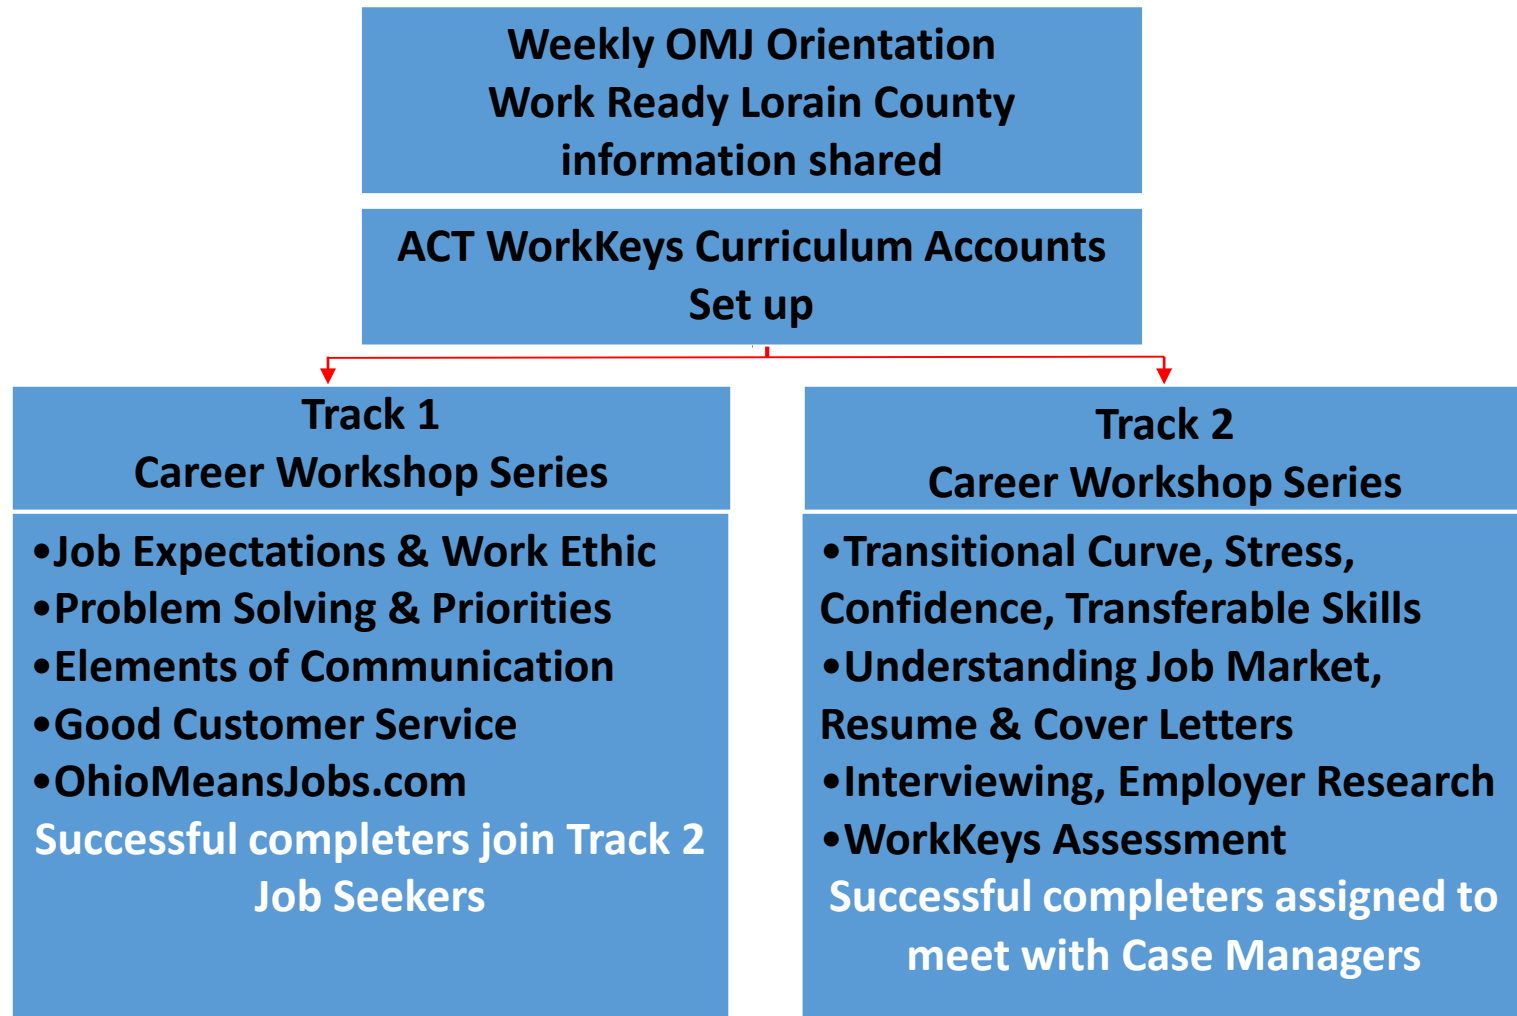 Weekly OMJ Orientation
Work Ready Lorain County
information shared
ACT WorkKeys Curriculum Accounts
Set up
Track 1
Career Workshop Series
•Job Expectations & Work Ethic
•Problem Solving & Priorities
•Elements of Communication
•Good Customer Service
•OhioMeansJobs.com
Successful completers join Track 2
Job Seekers
Track 2
Career Workshop Series
•Transitional Curve, Stress,
Confidence, Transferable Skills
•Understanding Job Market,
Resume & Cover Letters
•Interviewing, Employer Research
•WorkKeys Assessment
Successful completers assigned to
meet with Case Managers